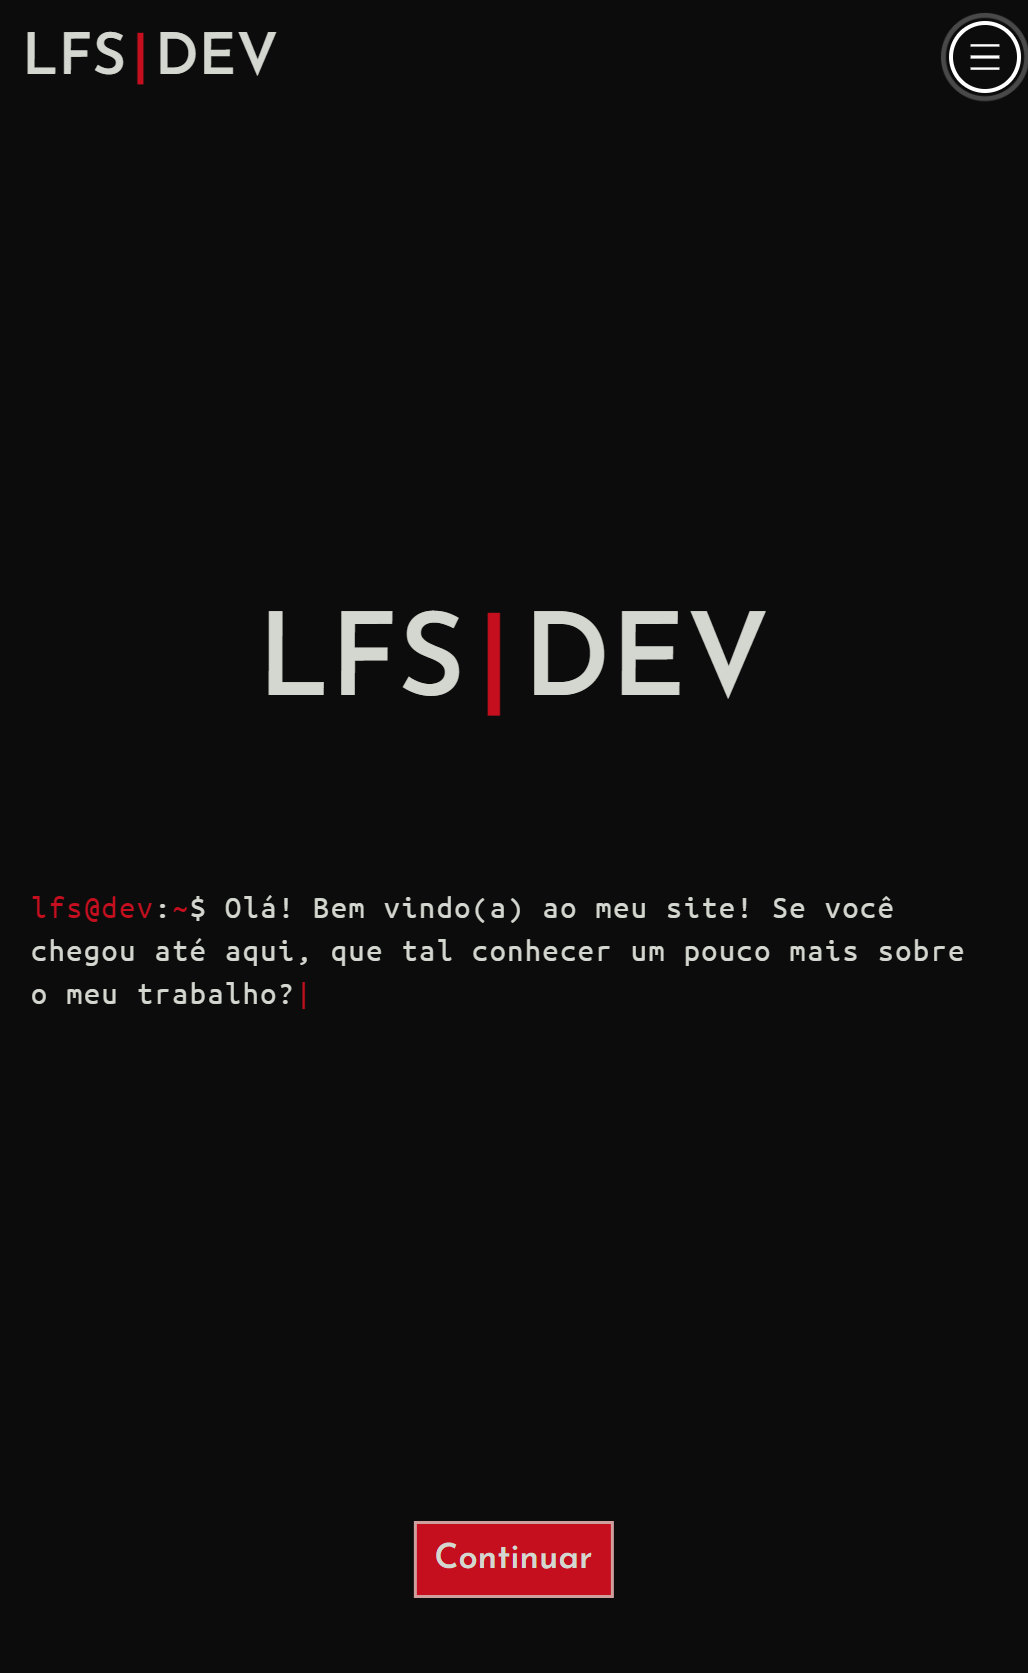 LFS|DEV
LFS|DEV
lfs@dev:~$ Olá! Bem vindo(a) ao meu site! Se você
chegou até aqui, que tal conhecer um pouco mais sobre
o meu trabalho?|
Continuar